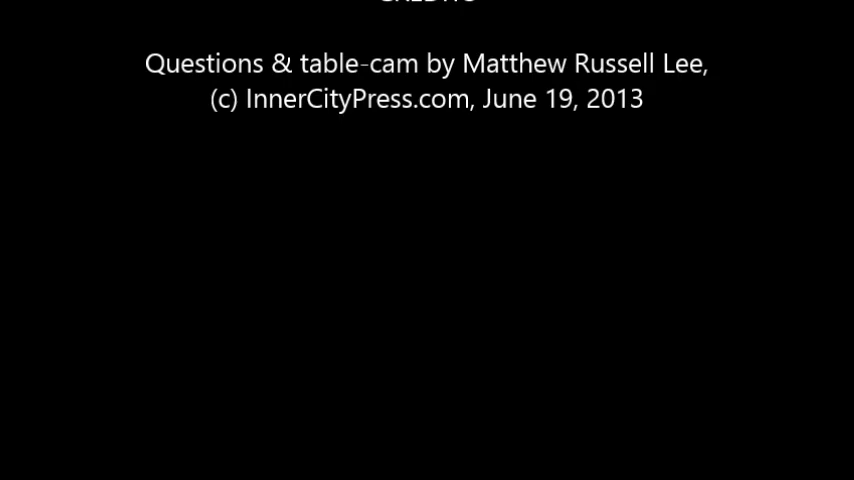 Questions & table-cam by Matthew Russell Lee,
(c) InnerCityPress.com, June 19, 2013